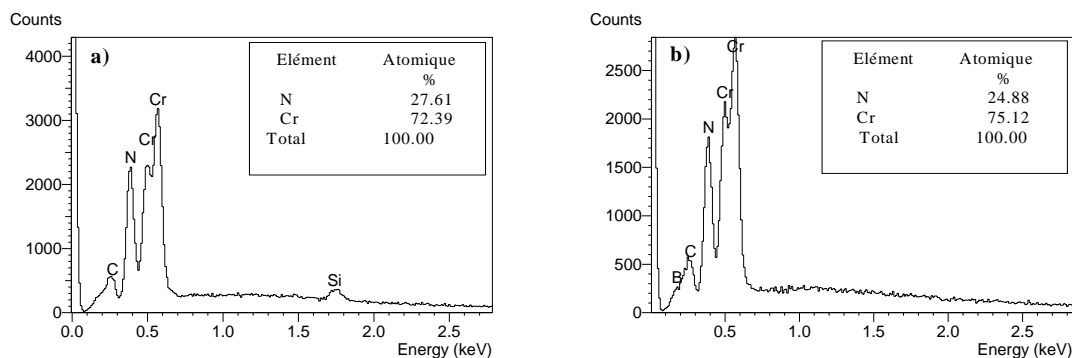 Counts
a)
4000
3000
2000
1000
0
0.0 0.5 1.0 1.5 2.0 2.5
Energy (keV)
C
N
Cr
Cr
Si
Elément Atomique
%
N 27.61
Cr 72.39
Total 100.00
Counts
b)
2500
2000
1500
1000
500
0
0.5 1.0 1.5 2.0 2.5
Energy (keV)
B
C
N
Cr
Cr
Elément Atomique
%
N 24.88
Cr 75.12
Total 100.00